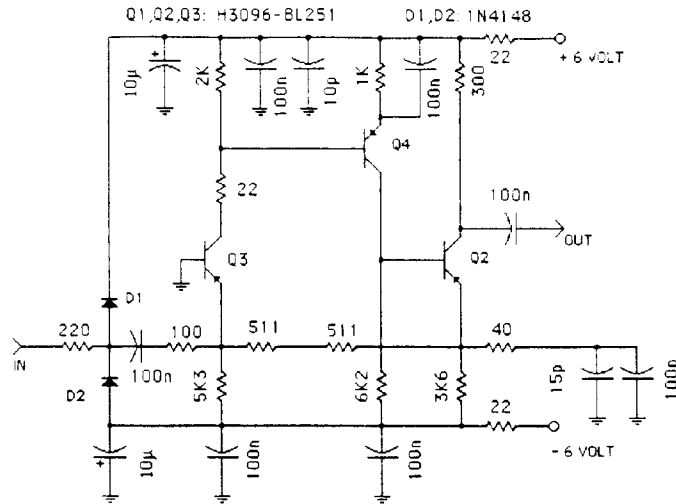 Q1,Q2,Q3: H3096-BL251 D1,D2: 1N4148
22
+ 6 VOLT
10µ
2K
100n
10p
1K
100n
300
Q4
22
100n
OUT
Q3
Q2
D1
220
100
511
511
40
IN
100n
D2
5K3
6K2
3K6
15p
100n
22
- 6 VOLT
10µ
100n
100n